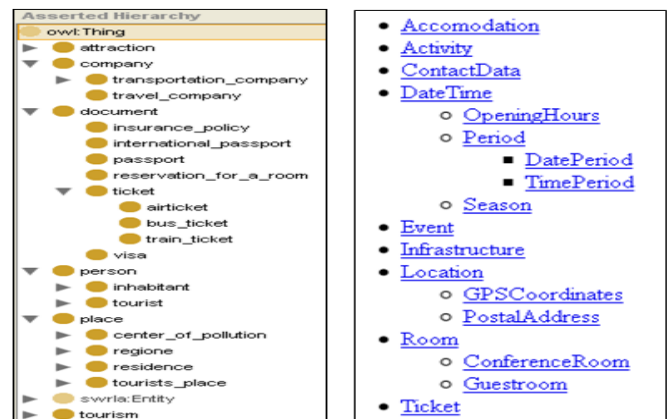 Asserted Hierarchy
owl:Thing
attraction
company
transportation_company
travel_company
document
insurance_policy
international_passport
passport
reservation_for_a_room
ticket
airticket
bus_ticket
train_ticket
visa
person
inhabitant
tourist
place
center_of_pollution
regione
residence
tourists_place
swrla:Entity
tourism
Accomodation
Activity
ContactData
DateTime
OpeningHours
Period
DatePeriod
TimePeriod
Season
Event
Infrastructure
Location
GPSCoordinates
PostalAddress
Room
ConferenceRoom
Guestroom
Ticket